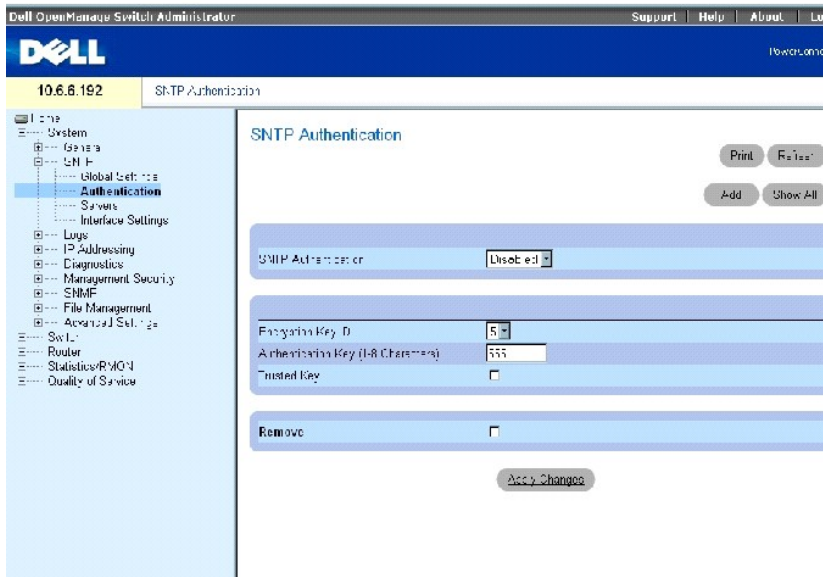 Dell OpenManage Switch Administrator
Support | Help | About |
DELL
10.6.6.192
SNTP Authentication
Home
System
General
SNTP
Global Settings
Authentication
Servers
Interface Settings
Logs
IP Addressing
Diagnostics
Management Security
SNMP
File Management
Advanced Settings
Switch
Router
Statistics/RMON
Quality of Service
SNTP Authentication
Print
Refresh
Add
Show All
SNTP Authentication
Disabled
Encryption Key ID
5
Authentication Key (1-8 Characters)
555
Trusted Key
Remove
Apply Changes